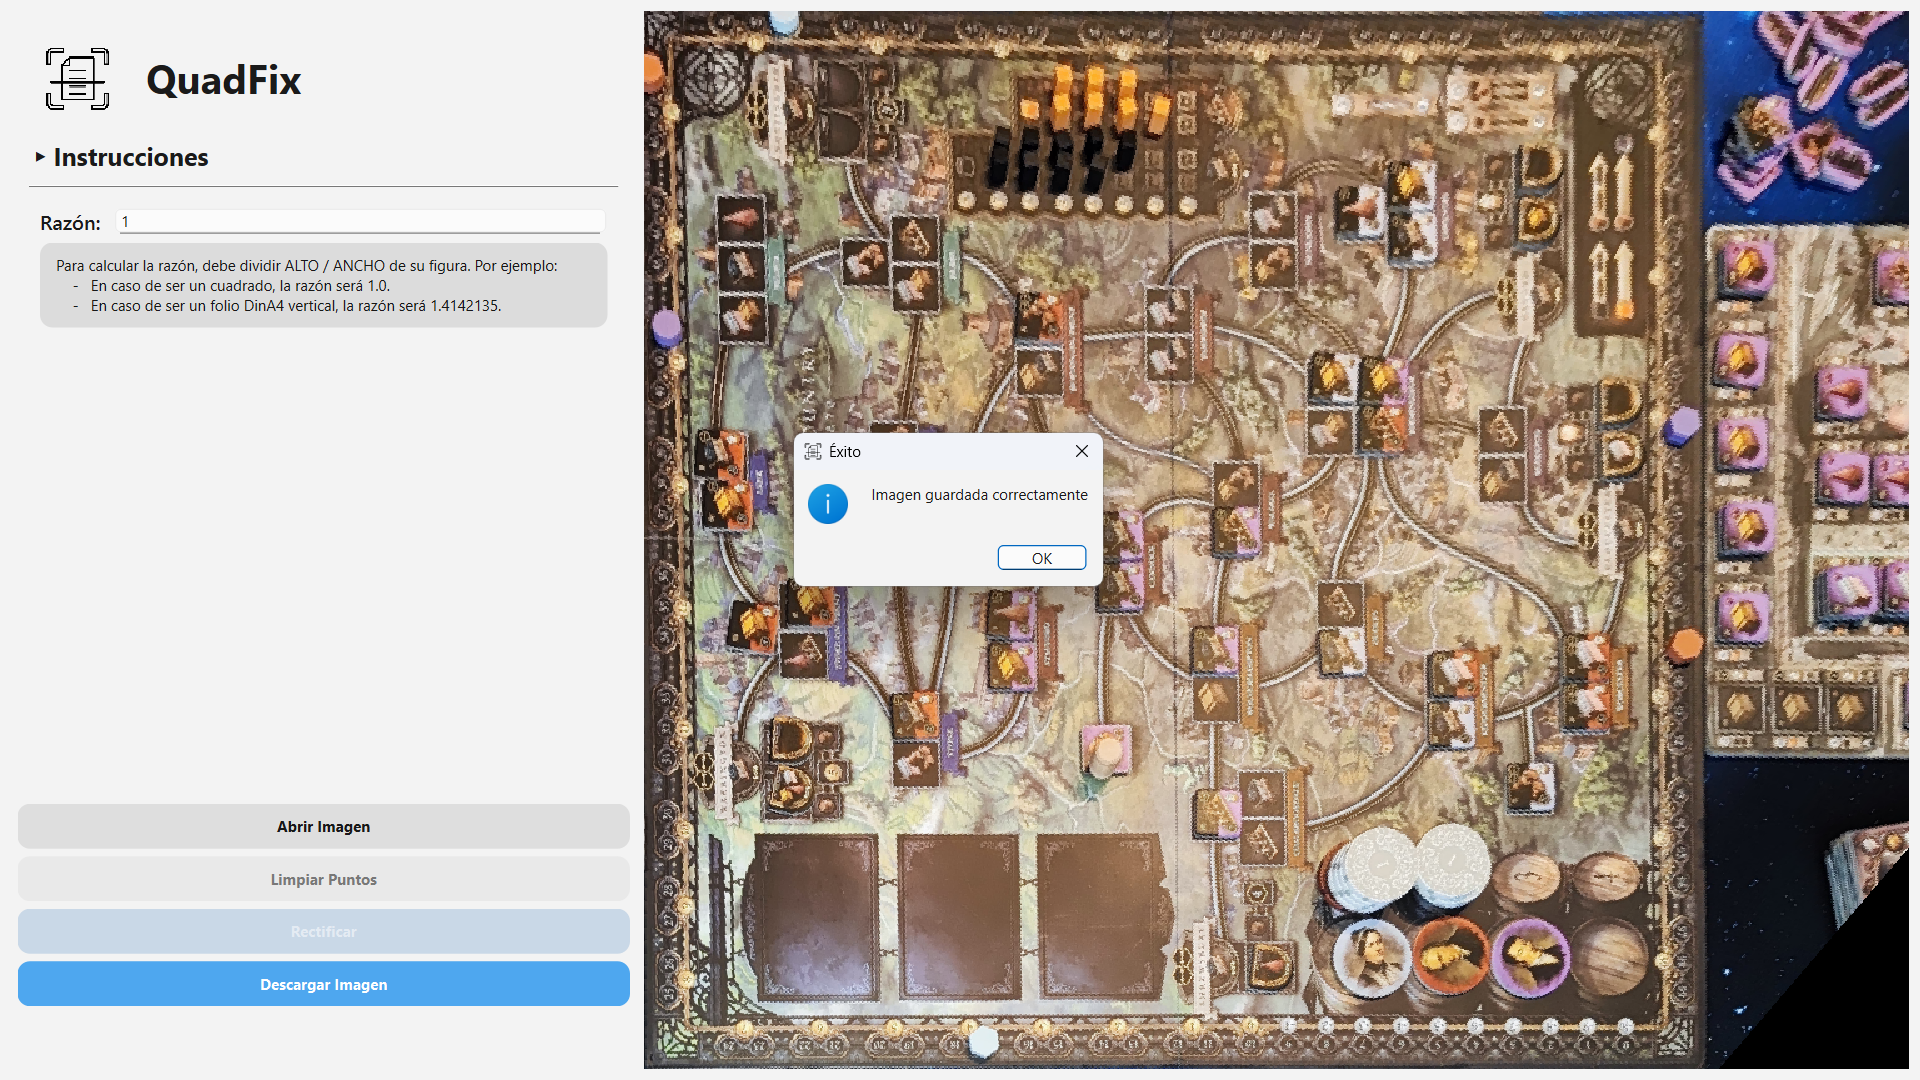 QuadFix
Instrucciones
Razón: 1
Para calcular la razón, debe dividir ALTO / ANCHO de su figura. Por ejemplo:
- En caso de ser un cuadrado, la razón será 1.0.
- En caso de ser un folio DinA4 vertical, la razón será 1.4142135.
Éxito
Imagen guardada correctamente
OK
Abrir Imagen
Limpiar Puntos
Rectificar
Descargar Imagen